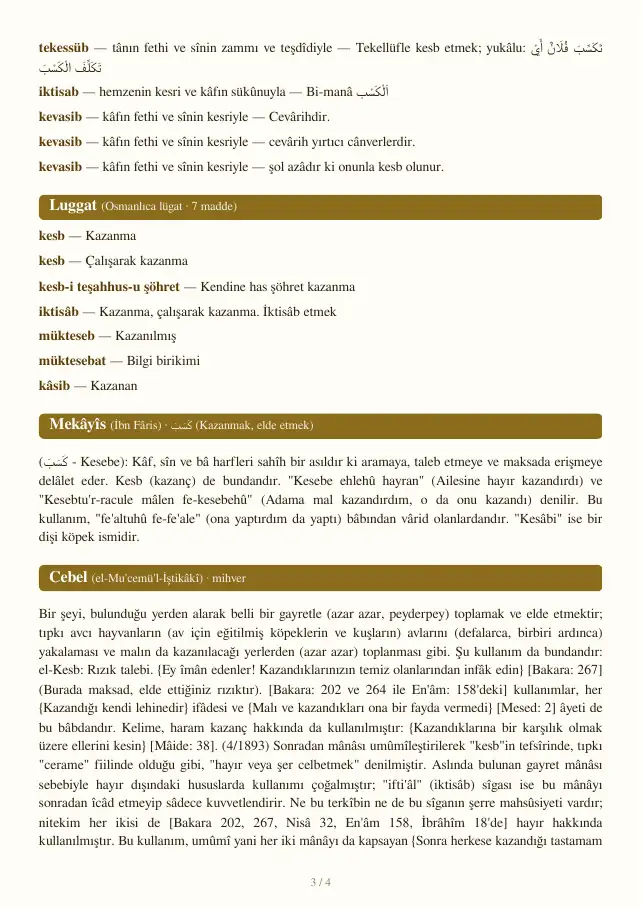 tekessüb — tânın fethi ve sînin zammı ve teşdîdiyle — Tekellüfle kesb etmek; yukâlu: تَكَسَّبَ فُلَانٌ أَيْ
تَكَلَّفَ الْكَسْبَ
iktisab — hemzenin kesri ve kâfın sükûnuyla — Bi-manâ اَلْكَسْب
kevasib — kâfın fethi ve sînin kesriyle — Cevârihdir.
kevasib — kâfın fethi ve sînin kesriyle — cevârih yırtıcı cânverlerdir.
kevasib — kâfın fethi ve sînin kesriyle — şol azâdır ki onunla kesb olunur.
Luggat (Osmanlıca lügat · 7 madde)
kesb — Kazanma
kesb — Çalışarak kazanma
kesb-i teşahhus-u şöhret — Kendine has şöhret kazanma
iktisâb — Kazanma, çalışarak kazanma. İktisâb etmek
mükteseb — Kazanılmış
müktesebat — Bilgi birikimi
kâsib — Kazanan
Mekâyîs (İbn Fâris) · كَسَبَ (Kazanmak, elde etmek)
(كَسَبَ - Kesebe): Kâf, sîn ve bâ harfleri sahîh bir asıldır ki aramaya, taleb etmeye ve maksada erişmeye
delâlet eder. Kesb (kazanç) de bundandır. "Kesebe ehlehû hayran" (Ailesine hayır kazandırdı) ve
"Kesebtu'r-racule mâlen fe-kesebehû" (Adama mal kazandırdım, o da onu kazandı) denilir. Bu
kullanım, "fe'altuhû fe-fe'ale" (ona yaptırdım da yaptı) bâbından vârid olanlardandır. "Kesâbi" ise bir
dişi köpek ismidir.
Cebel (el-Mu'cemü'l-İştikâkî) · mihver
Bir şeyi, bulunduğu yerden alarak belli bir gayretle (azar azar, peyderpey) toplamak ve elde etmektir;
tıpkı avcı hayvanların (av için eğitilmiş köpeklerin ve kuşların) avlarını (defalarca, birbiri ardınca)
yakalaması ve malın da kazanılacağı yerlerden (azar azar) toplanması gibi. Şu kullanım da bundandır:
el-Kesb: Rızık talebi. {Ey îmân edenler! Kazandıklarınızın temiz olanlarından infâk edin} [Bakara: 267]
(Burada maksad, elde ettiğiniz rızıktır). [Bakara: 202 ve 264 ile En'âm: 158'deki] kullanımlar, her
{Kazandığı kendi lehinedir} ifâdesi ve {Malı ve kazandıkları ona bir fayda vermedi} [Mesed: 2] âyeti de
bu bâbdandır. Kelime, haram kazanç hakkında da kullanılmıştır: {Kazandıklarına bir karşılık olmak
üzere ellerini kesin} [Mâide: 38]. (4/1893) Sonradan mânâsı umûmîleştirilerek "kesb"in tefsîrinde, tıpkı
"cerame" fiilinde olduğu gibi, "hayır veya şer celbetmek" denilmiştir. Aslında bulunan gayret mânâsı
sebebiyle hayır dışındaki hususlarda kullanımı çoğalmıştır; "ifti'âl" (iktisâb) sîgası ise bu mânâyı
sonradan îcâd etmeyip sâdece kuvvetlendirir. Ne bu terkîbin ne de bu sîganın şerre mahsûsiyeti vardır;
nitekim her ikisi de [Bakara 202, 267, Nisâ 32, En'âm 158, İbrâhîm 18'de] hayır hakkında
kullanılmıştır. Bu kullanım, umûmî yani her iki mânâyı da kapsayan {Sonra herkese kazandığı tastamam
3 / 4